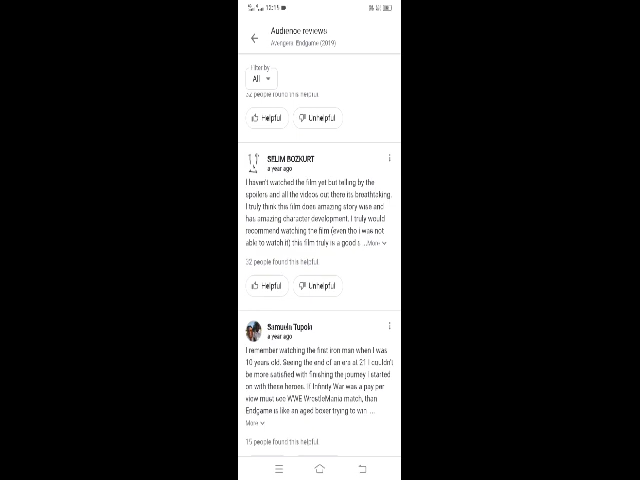 12:19
Audience reviews
Avengers: Endgame (2019)
Filter by
All
52 people found this helpful.
Helpful
Unhelpful
SELIM BOZKURT
a year ago
I haven't watched the film yet but telling by the
spoilers and all the videos out there its breathtaking.
I truly think this film does amazing story wise and
has amazing character development. I truly would
recommend watching the film (even tho i was not
able to watch it) this film truly is a good s ...More
52 people found this helpful.
Helpful
Unhelpful
Samuela Tupola
a year ago
I remember watching the first iron man when I was
10 years old. Seeing the end of an era at 21 I couldn't
be more satisfied with finishing the journey I started
on with these heroes. If Infinity War was a pay per
view must see WWE WrestleMania match, than
Endgame is like an aged boxer trying to win ...
More
15 people found this helpful.